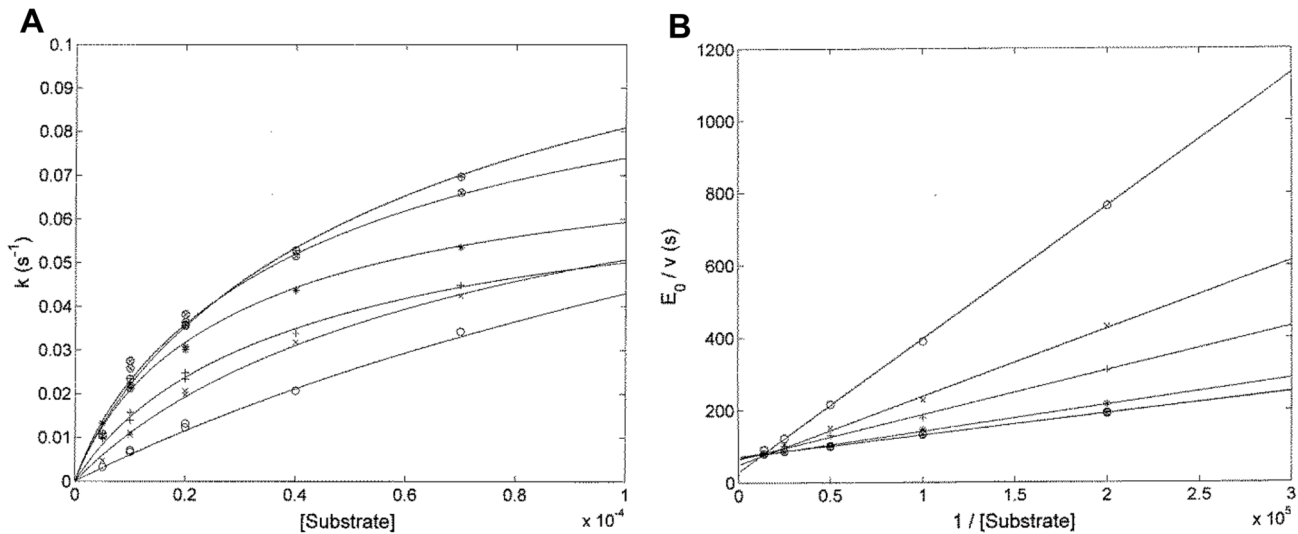 A
0.1
0.09
0.08
0.07
0.06
0.05
0.04
0.03
0.02
0.01
0
k (s⁻¹)
0 0.2 0.4 0.6 0.8 1
[Substrate]
x 10⁻⁴
B
1200
1000
800
600
400
200
0
E₀ / v (s)
0 0.5 1 1.5 2 2.5 3
1 / [Substrate]
x 10⁵